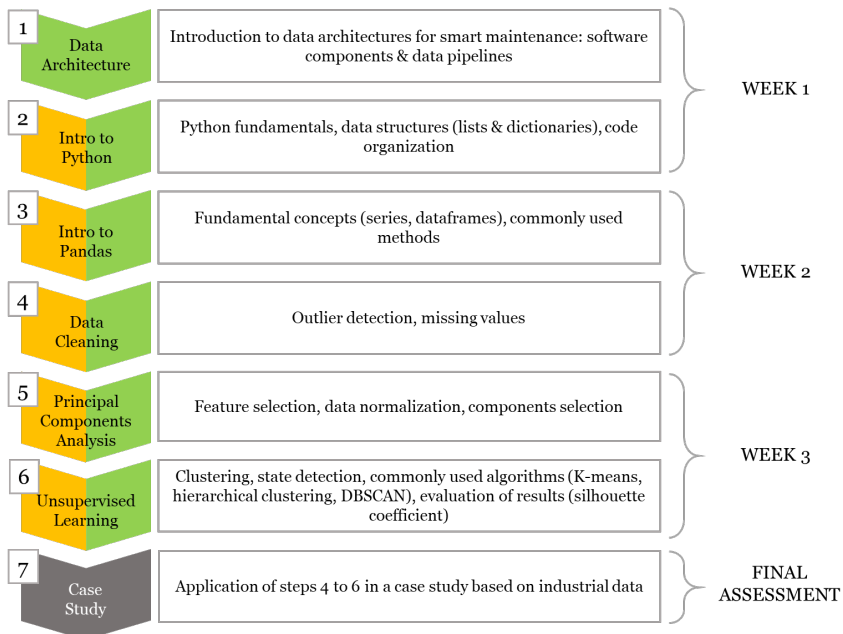 1
Data
Architecture
Introduction to data architectures for smart maintenance: software
components & data pipelines
WEEK 1
2
Intro to
Python
Python fundamentals, data structures (lists & dictionaries), code
organization
3
Intro to
Pandas
Fundamental concepts (series, dataframes), commonly used
methods
WEEK 2
4
Data
Cleaning
Outlier detection, missing values
5
Principal
Components
Analysis
Feature selection, data normalization, components selection
WEEK 3
6
Unsupervised
Learning
Clustering, state detection, commonly used algorithms (K-means,
hierarchical clustering, DBSCAN), evaluation of results (silhouette
coefficient)
7
Case
Study
Application of steps 4 to 6 in a case study based on industrial data
FINAL
ASSESSMENT